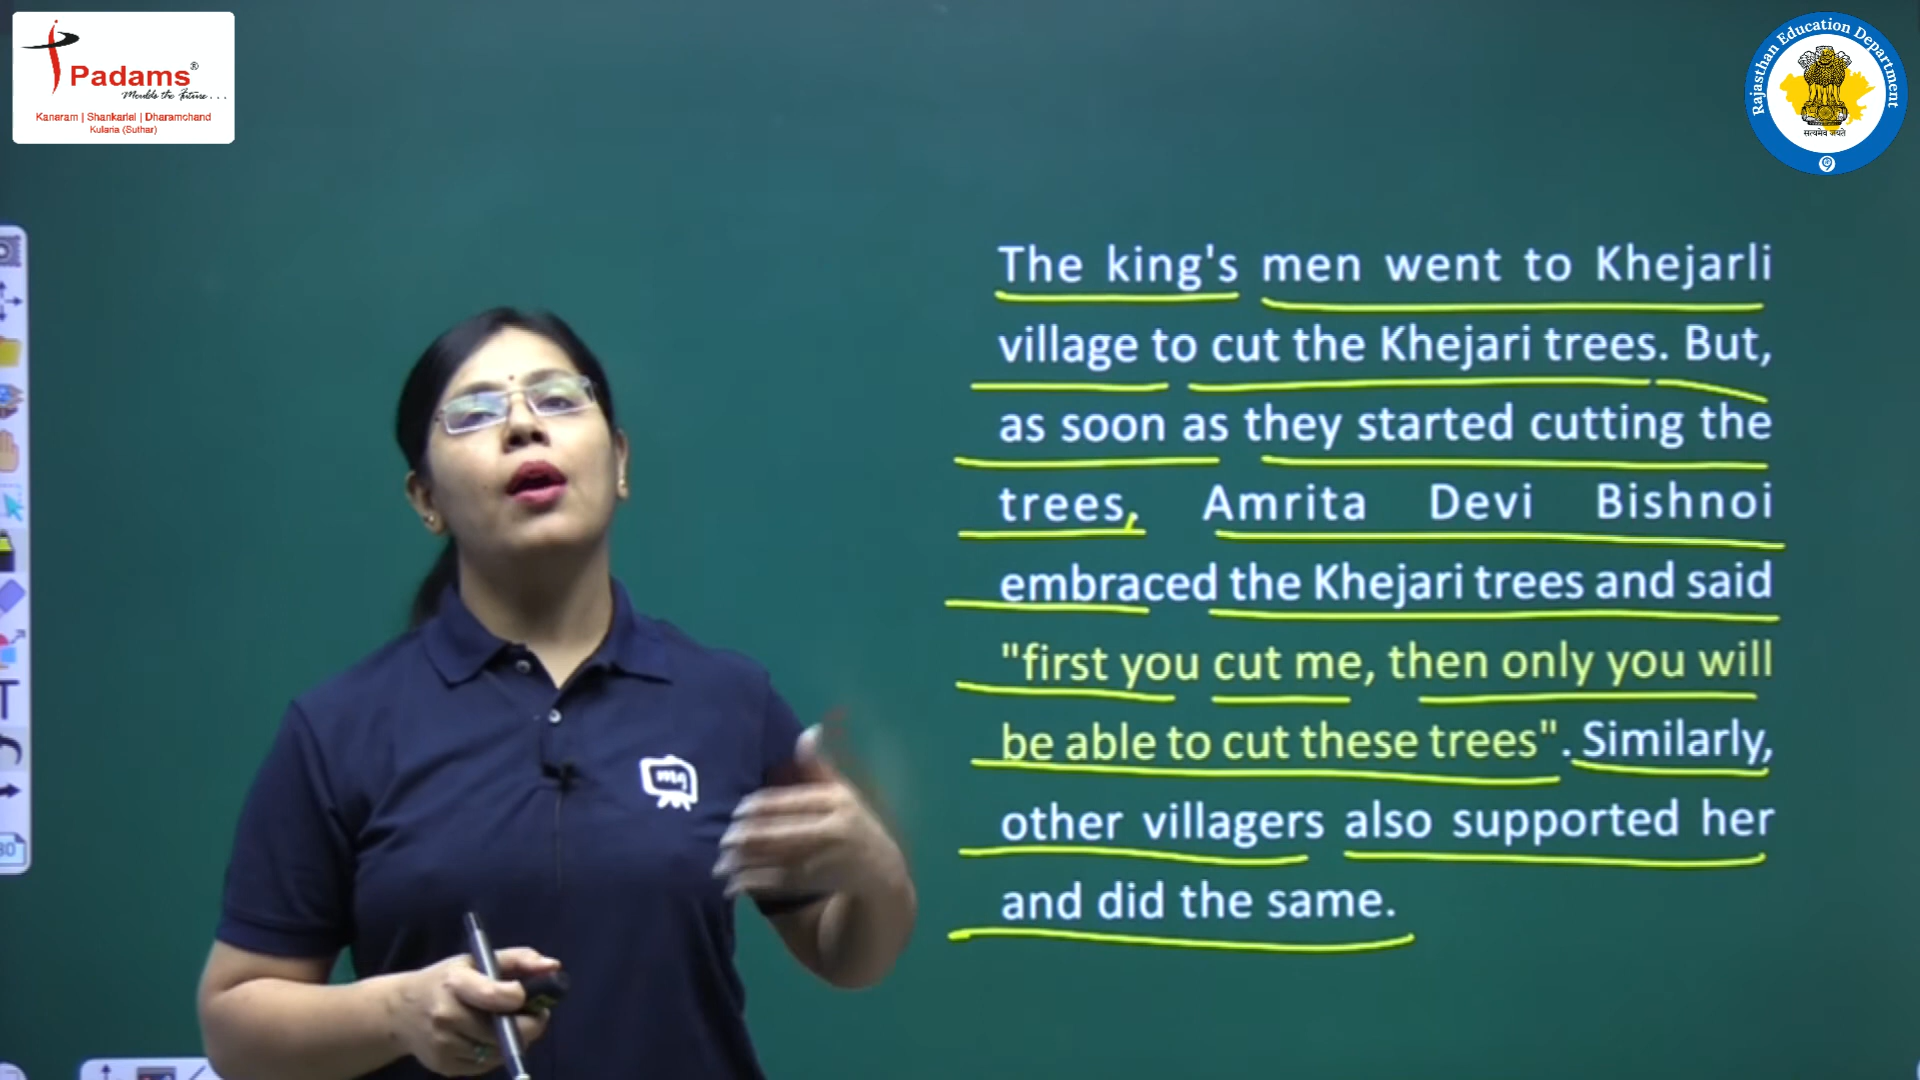 Padams®
Moulds the Future...
Kanaram | Shankarlal | Dharamchand
Kularia (Suthar)
Rajasthan Education Department
सत्यमेव जयते
The king's men went to Khejarli
village to cut the Khejari trees. But,
as soon as they started cutting the
trees, Amrita Devi Bishnoi
embraced the Khejari trees and said
"first you cut me, then only you will
be able to cut these trees". Similarly,
other villagers also supported her
and did the same.
mg
T
30